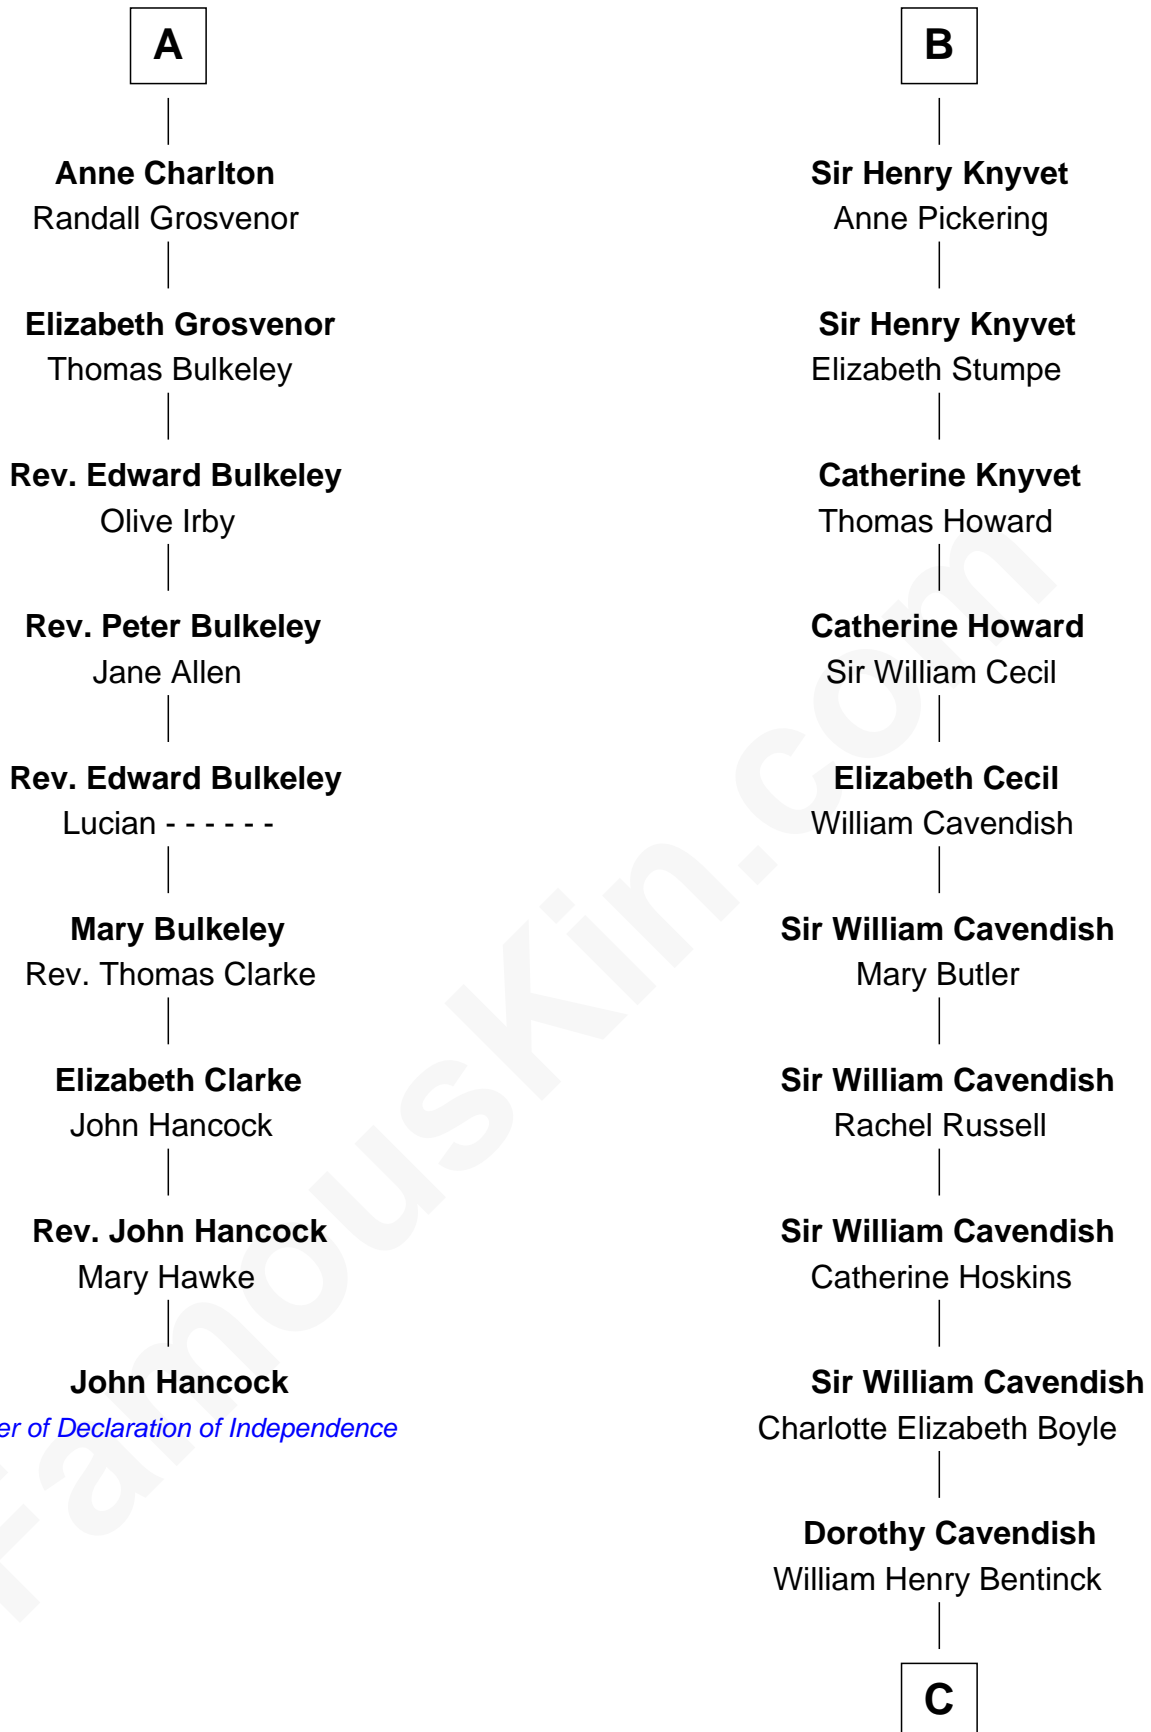 A
Anne Charlton
Randall Grosvenor
Elizabeth Grosvenor
Thomas Bulkeley
Rev. Edward Bulkeley
Olive Irby
Rev. Peter Bulkeley
Jane Allen
Rev. Edward Bulkeley
Lucian - - - - - -
Mary Bulkeley
Rev. Thomas Clarke
Elizabeth Clarke
John Hancock
Rev. John Hancock
Mary Hawke
John Hancock
er of Declaration of Independence
B
Sir Henry Knyvet
Anne Pickering
Sir Henry Knyvet
Elizabeth Stumpe
Catherine Knyvet
Thomas Howard
Catherine Howard
Sir William Cecil
Elizabeth Cecil
William Cavendish
Sir William Cavendish
Mary Butler
Sir William Cavendish
Rachel Russell
Sir William Cavendish
Catherine Hoskins
Sir William Cavendish
Charlotte Elizabeth Boyle
Dorothy Cavendish
William Henry Bentinck
C
FamousKin.com